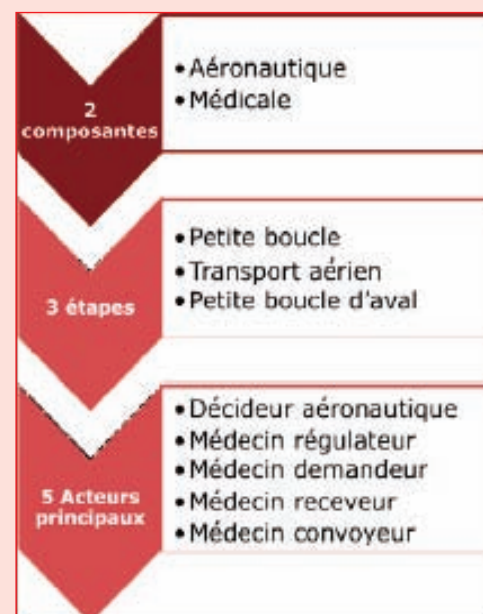 2
composantes
• Aéronautique
• Médicale
3 étapes
• Petite boucle
• Transport aérien
• Petite boucle d'aval
5 Acteurs
principaux
• Décideur aéronautique
• Médecin régulateur
• Médecin demandeur
• Médecin receveur
• Médecin convoyeur